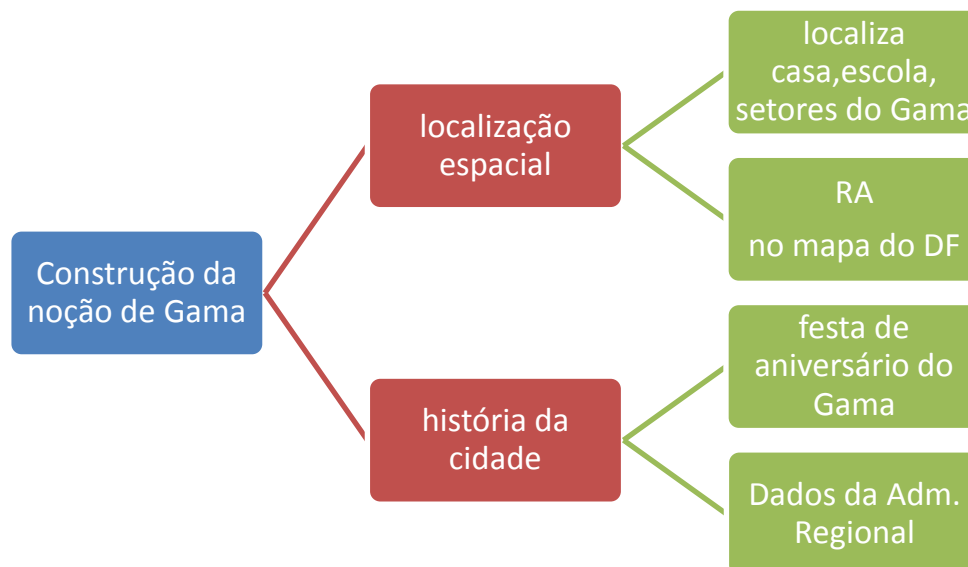 localiza
casa,escola,
setores do Gama
localização
espacial
RA
no mapa do DF
Construção da
noção de Gama
festa de
aniversário do
Gama
história da
cidade
Dados da Adm.
Regional